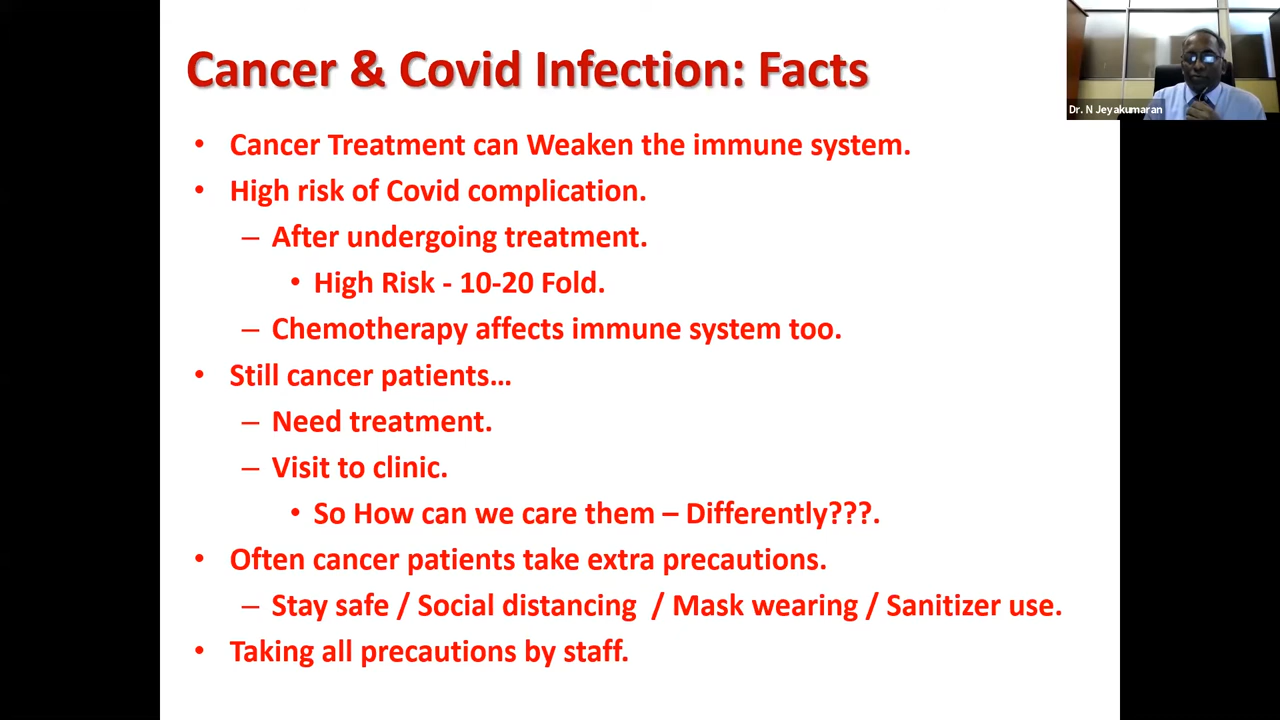 Cancer & Covid Infection: Facts
Dr. N Jeyakumaran
• Cancer Treatment can Weaken the immune system.
• High risk of Covid complication.
– After undergoing treatment.
• High Risk - 10-20 Fold.
– Chemotherapy affects immune system too.
• Still cancer patients…
– Need treatment.
– Visit to clinic.
• So How can we care them – Differently???.
• Often cancer patients take extra precautions.
– Stay safe / Social distancing / Mask wearing / Sanitizer use.
• Taking all precautions by staff.